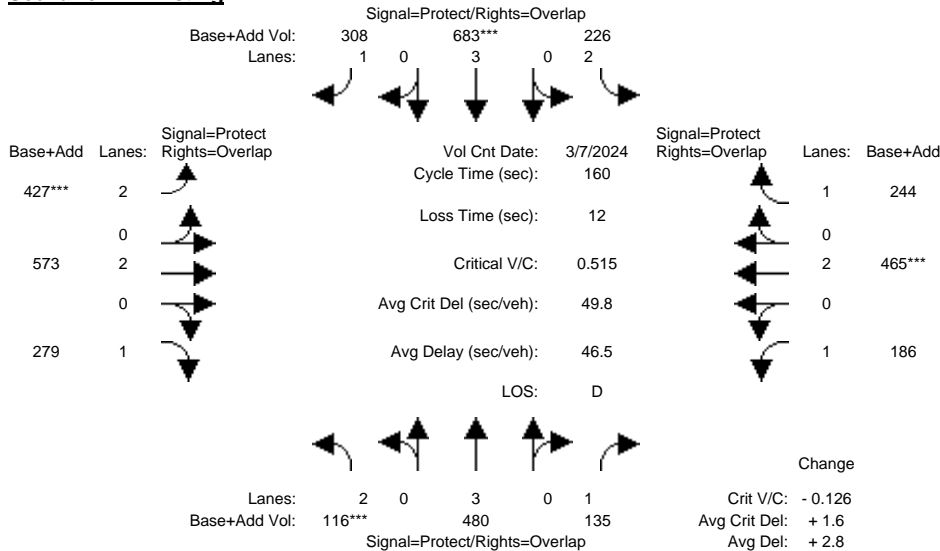 Signal=Protect/Rights=Overlap
Base+Add Vol: 308 683*** 226
Lanes: 1 0 3 0 2
Signal=Protect
Base+Add Lanes: Rights=Overlap
Vol Cnt Date: 3/7/2024
Signal=Protect
Rights=Overlap Lanes: Base+Add
Cycle Time (sec): 160
427*** 2
1 244
Loss Time (sec): 12
0
0
573 2
Critical V/C: 0.515
2 465***
0
Avg Crit Del (sec/veh): 49.8
0
279 1
Avg Delay (sec/veh): 46.5
1 186
LOS: D
Change
Lanes: 2 0 3 0 1
Crit V/C: - 0.126
Base+Add Vol: 116*** 480 135
Avg Crit Del: + 1.6
Signal=Protect/Rights=Overlap
Avg Del: + 2.8